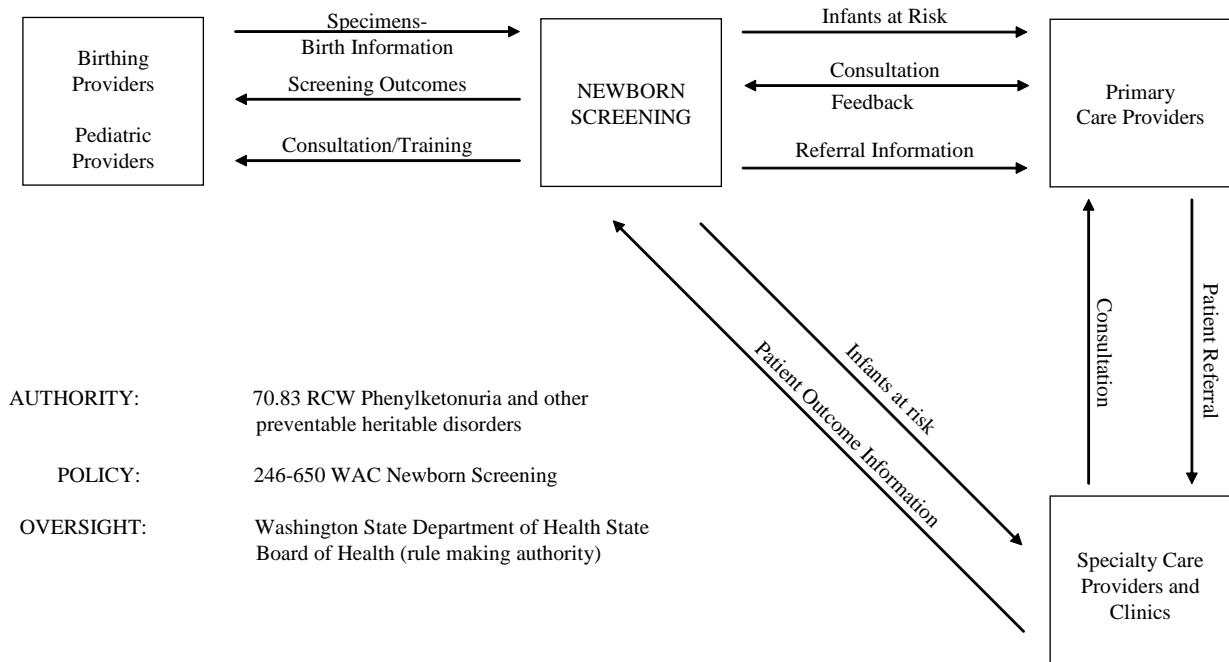 Birthing
Providers
Pediatric
Providers
Specimens-
Birth Information
Screening Outcomes
Consultation/Training
NEWBORN
SCREENING
Infants at Risk
Consultation
Feedback
Referral Information
Primary
Care Providers
Consultation
Patient Referral
Infants at risk
Patient Outcome Information
Specialty Care
Providers and
Clinics
AUTHORITY: 70.83 RCW Phenylketonuria and other
preventable heritable disorders
POLICY: 246-650 WAC Newborn Screening
OVERSIGHT: Washington State Department of Health State
Board of Health (rule making authority)